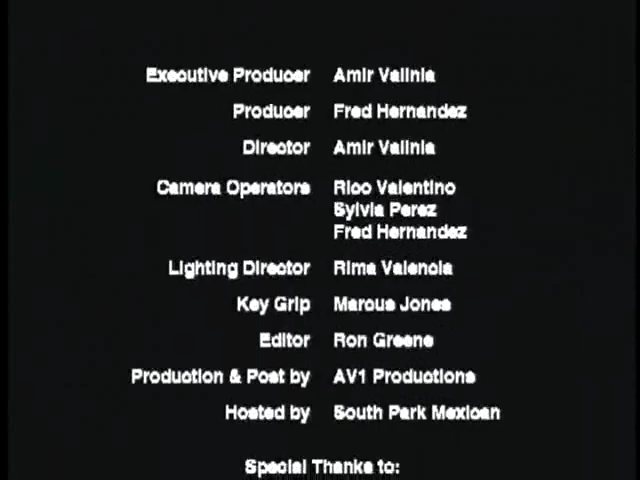 Executive Producer Amir Valinia
Producer Fred Hernandez
Director Amir Valinia
Camera Operators Rico Valentino
Sylvia Perez
Fred Hernandez
Lighting Director Rima Valencia
Key Grip Marcus Jones
Editor Ron Greene
Production & Post by AV1 Productions
Hosted by South Park Mexican
Special Thanks to: